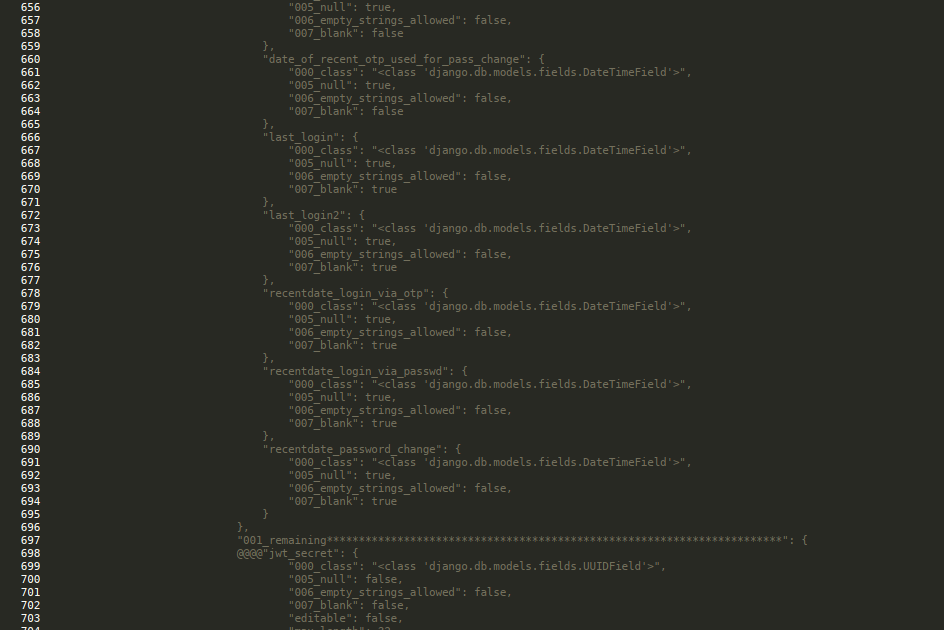 656 "005_null": true,
657 "006_empty_strings_allowed": false,
658 "007_blank": false
659 },
660 "date_of_recent_otp_used_for_pass_change": {
661 "000_class": "<class 'django.db.models.fields.DateTimeField'>",
662 "005_null": true,
663 "006_empty_strings_allowed": false,
664 "007_blank": false
665 },
666 "last_login": {
667 "000_class": "<class 'django.db.models.fields.DateTimeField'>",
668 "005_null": true,
669 "006_empty_strings_allowed": false,
670 "007_blank": true
671 },
672 "last_login2": {
673 "000_class": "<class 'django.db.models.fields.DateTimeField'>",
674 "005_null": true,
675 "006_empty_strings_allowed": false,
676 "007_blank": true
677 },
678 "recentdate_login_via_otp": {
679 "000_class": "<class 'django.db.models.fields.DateTimeField'>",
680 "005_null": true,
681 "006_empty_strings_allowed": false,
682 "007_blank": true
683 },
684 "recentdate_login_via_passwd": {
685 "000_class": "<class 'django.db.models.fields.DateTimeField'>",
686 "005_null": true,
687 "006_empty_strings_allowed": false,
688 "007_blank": true
689 },
690 "recentdate_password_change": {
691 "000_class": "<class 'django.db.models.fields.DateTimeField'>",
692 "005_null": true,
693 "006_empty_strings_allowed": false,
694 "007_blank": true
695 }
696 },
697 "001_remaining***********************************************************************": {
698 @@@@"jwt_secret": {
699 "000_class": "<class 'django.db.models.fields.UUIDField'>",
700 "005_null": false,
701 "006_empty_strings_allowed": false,
702 "007_blank": false,
703 "editable": false,